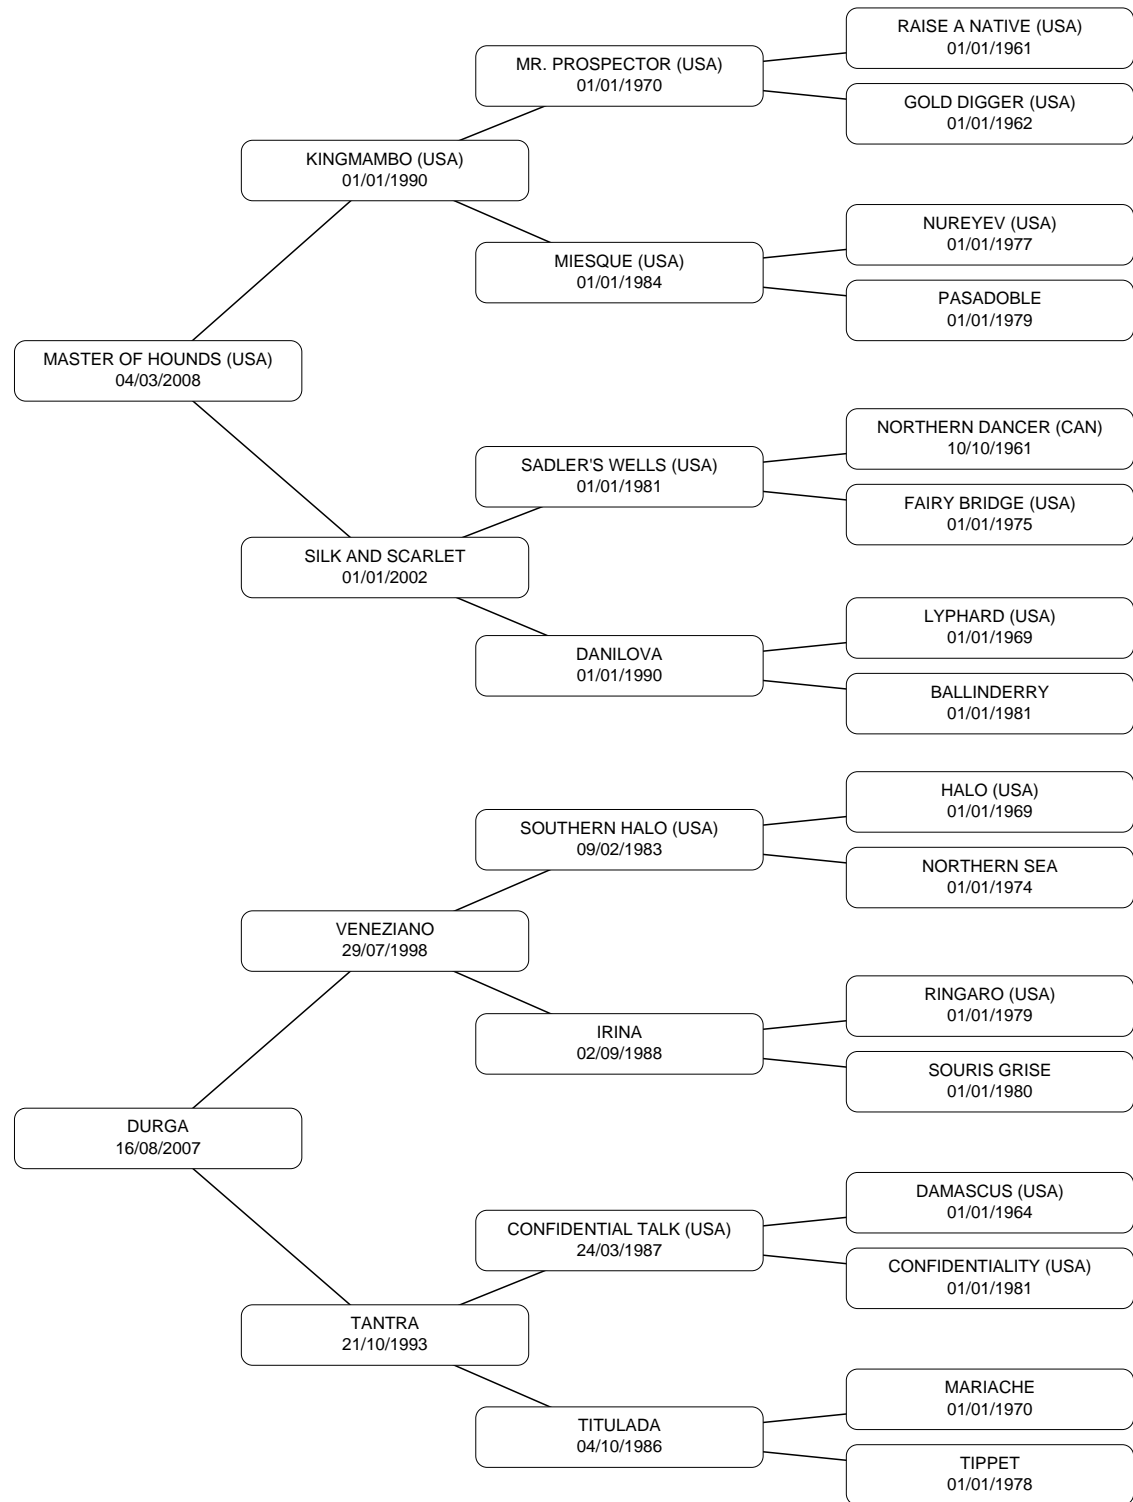 RAISE A NATIVE (USA)
01/01/1961
MR. PROSPECTOR (USA)
01/01/1970
GOLD DIGGER (USA)
01/01/1962
KINGMAMBO (USA)
01/01/1990
NUREYEV (USA)
01/01/1977
MIESQUE (USA)
01/01/1984
PASADOBLE
01/01/1979
MASTER OF HOUNDS (USA)
04/03/2008
NORTHERN DANCER (CAN)
10/10/1961
SADLER'S WELLS (USA)
01/01/1981
FAIRY BRIDGE (USA)
01/01/1975
SILK AND SCARLET
01/01/2002
LYPHARD (USA)
01/01/1969
DANILOVA
01/01/1990
BALLINDERRY
01/01/1981
HALO (USA)
01/01/1969
SOUTHERN HALO (USA)
09/02/1983
NORTHERN SEA
01/01/1974
VENEZIANO
29/07/1998
RINGARO (USA)
01/01/1979
IRINA
02/09/1988
SOURIS GRISE
01/01/1980
DURGA
16/08/2007
DAMASCUS (USA)
01/01/1964
CONFIDENTIAL TALK (USA)
24/03/1987
CONFIDENTIALITY (USA)
01/01/1981
TANTRA
21/10/1993
MARIACHE
01/01/1970
TITULADA
04/10/1986
TIPPET
01/01/1978